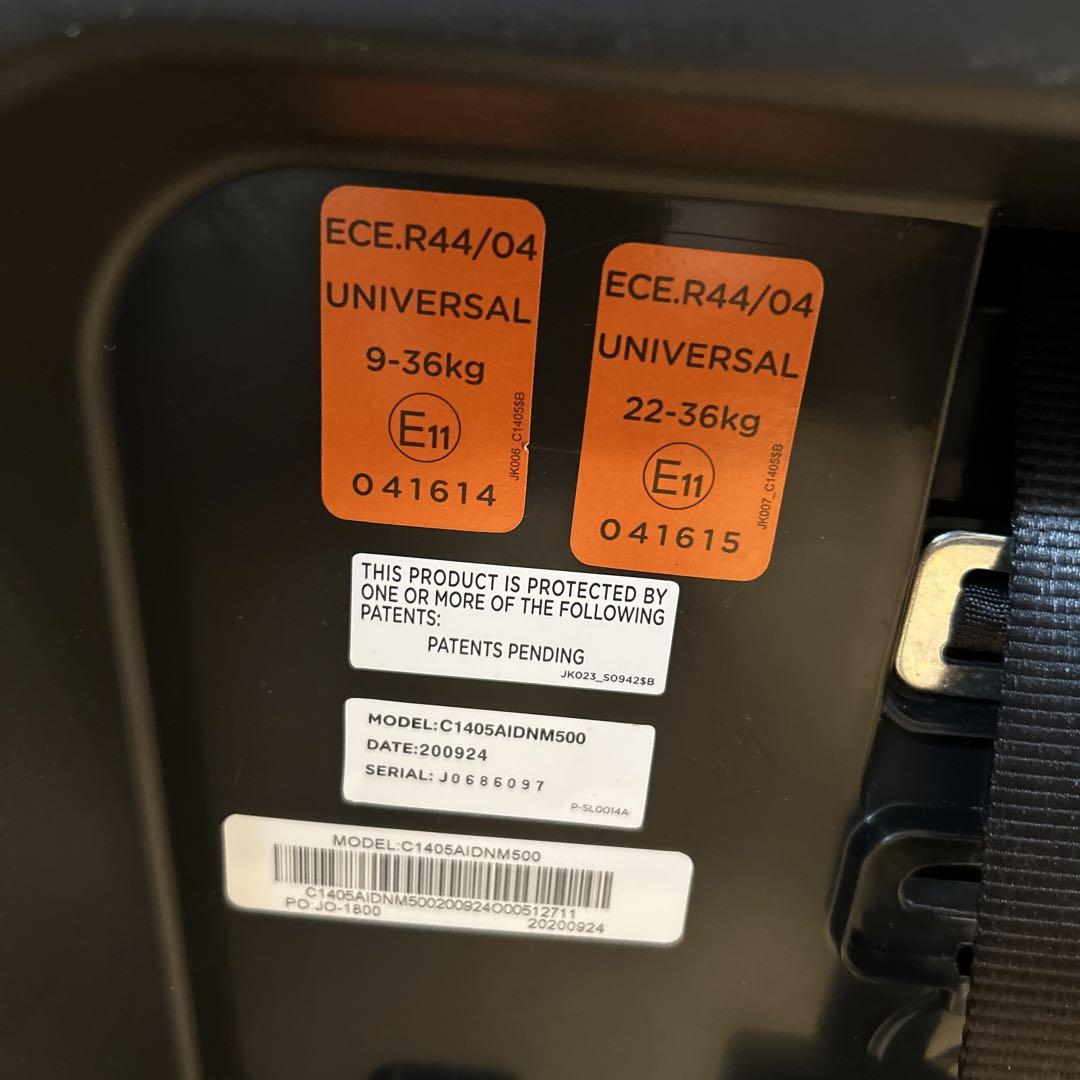 ECE.R44/04
UNIVERSAL
9-36kg
E11
041614
JK006_C1405$B
ECE.R44/04
UNIVERSAL
22-36kg
E11
041615
JK007_C1405$B
THIS PRODUCT IS PROTECTED BY
ONE OR MORE OF THE FOLLOWING
PATENTS:
PATENTS PENDING
JK023_S0942$B
MODEL:C1405AIDNM500
DATE:200924
SERIAL: J0686097
P-SL0014A
MODEL:C1405AIDNM500
C1405AIDNM500200924O00512711
PO:JO-1800
20200924